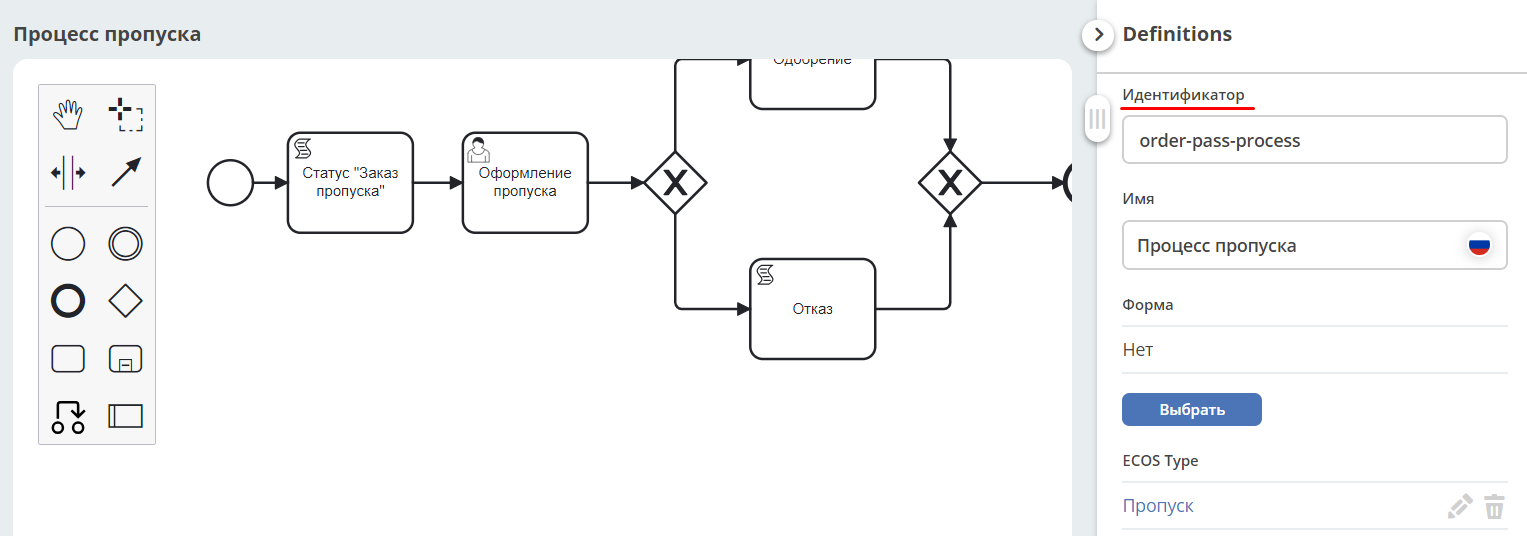 Процесс пропуска
Одобрение
Статус "Заказ
пропуска"
Оформление
пропуска
Отказ
Definitions
Идентификатор
order-pass-process
Имя
Процесс пропуска
Форма
Нет
Выбрать
ECOS Type
Пропуск